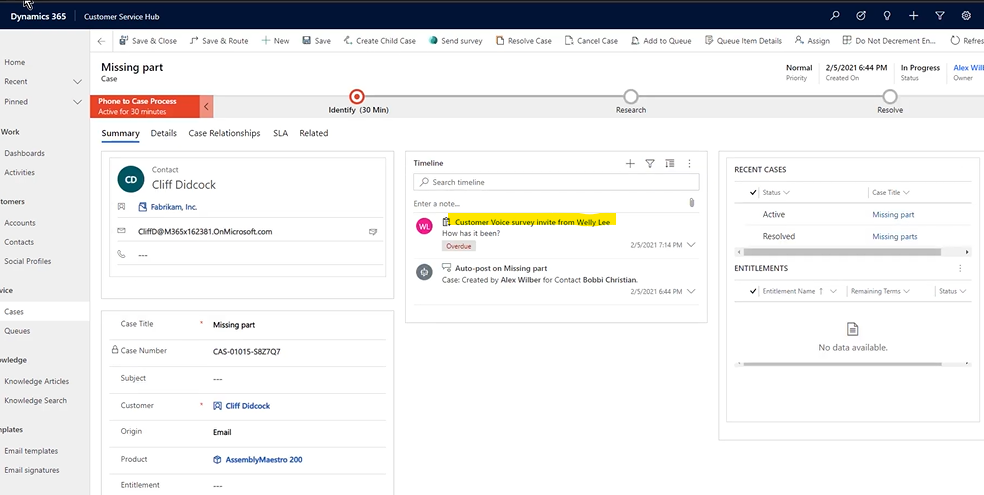 Dynamics 365 Customer Service Hub
Save & Close Save & Route New Save Create Child Case Send survey Resolve Case Cancel Case Add to Queue Queue Item Details Assign Do Not Decrement En... Refres
Home
Recent
Pinned
Work
Dashboards
Activities
stomers
Accounts
Contacts
Social Profiles
rvice
Cases
Queues
owledge
Knowledge Articles
Knowledge Search
mplates
Email templates
Email signatures
Missing part
Case
Normal
Priority
2/5/2021 6:44 PM
Created On
In Progress
Status
Alex Wilb
Owner
Phone to Case Process
Active for 30 minutes
Identify (30 Min)
Research
Resolve
Summary Details Case Relationships SLA Related
CD
Contact
Cliff Didcock
Fabrikam, Inc.
CliffD@M365x162381.OnMicrosoft.com
---
Case Title * Missing part
Case Number CAS-01015-S8Z7Q7
Subject ---
Customer * Cliff Didcock
Origin Email
Product AssemblyMaestro 200
Entitlement ---
Timeline
Search timeline
Enter a note...
WL
Customer Voice survey invite from Welly Lee
How has it been?
Overdue 2/5/2021 7:14 PM
Auto-post on Missing part
Case: Created by Alex Wilber for Contact Bobbi Christian.
2/5/2021 6:44 PM
RECENT CASES
Status Case Title
Active Missing part
Resolved Missing parts
ENTITLEMENTS
Entitlement Name ↑ Remaining Terms Status
No data available.